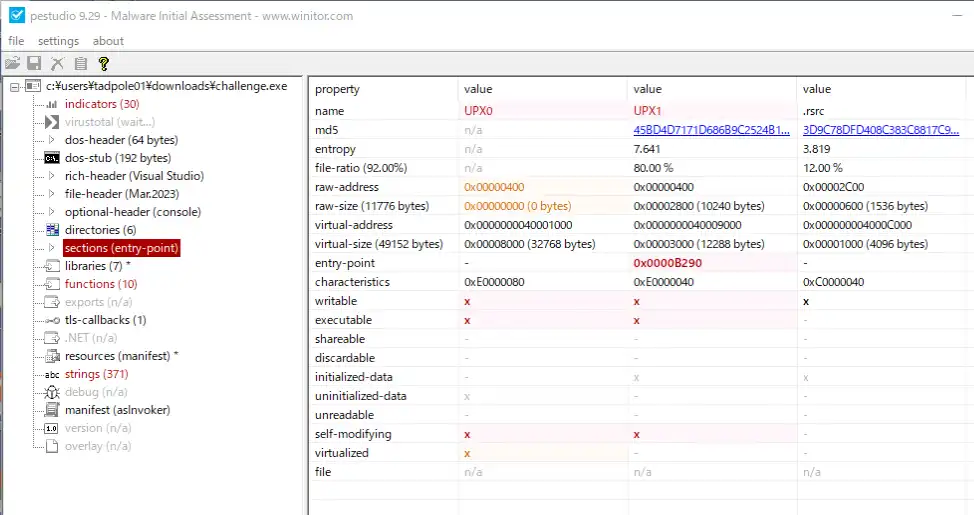 pestudio 9.29 - Malware Initial Assessment - www.winitor.com
file settings about
c:¥users¥tadpole01¥downloads¥challenge.exe
indicators (30)
virustotal (wait...)
dos-header (64 bytes)
dos-stub (192 bytes)
rich-header (Visual Studio)
file-header (Mar.2023)
optional-header (console)
directories (6)
sections (entry-point)
libraries (7) *
functions (10)
exports (n/a)
tls-callbacks (1)
.NET (n/a)
resources (manifest) *
abc strings (371)
debug (n/a)
manifest (aslnvoker)
1.0 version (n/a)
overlay (n/a)
property value value value
name UPX0 UPX1 .rsrc
md5 n/a 45BD4D7171D686B9C2524B1... 3D9C78DFD408C383C8817C9...
entropy n/a 7.641 3.819
file-ratio (92.00%) n/a 80.00 % 12.00 %
raw-address 0x00000400 0x00000400 0x00002C00
raw-size (11776 bytes) 0x00000000 (0 bytes) 0x00002800 (10240 bytes) 0x00000600 (1536 bytes)
virtual-address 0x0000000040001000 0x0000000040009000 0x000000004000C000
virtual-size (49152 bytes) 0x00008000 (32768 bytes) 0x00003000 (12288 bytes) 0x00001000 (4096 bytes)
entry-point - 0x0000B290 -
characteristics 0xE0000080 0xE0000040 0xC0000040
writable x x x
executable x x -
shareable - - -
discardable - - -
initialized-data - x x
uninitialized-data x - -
unreadable - - -
self-modifying x x -
virtualized x - -
file n/a n/a n/a